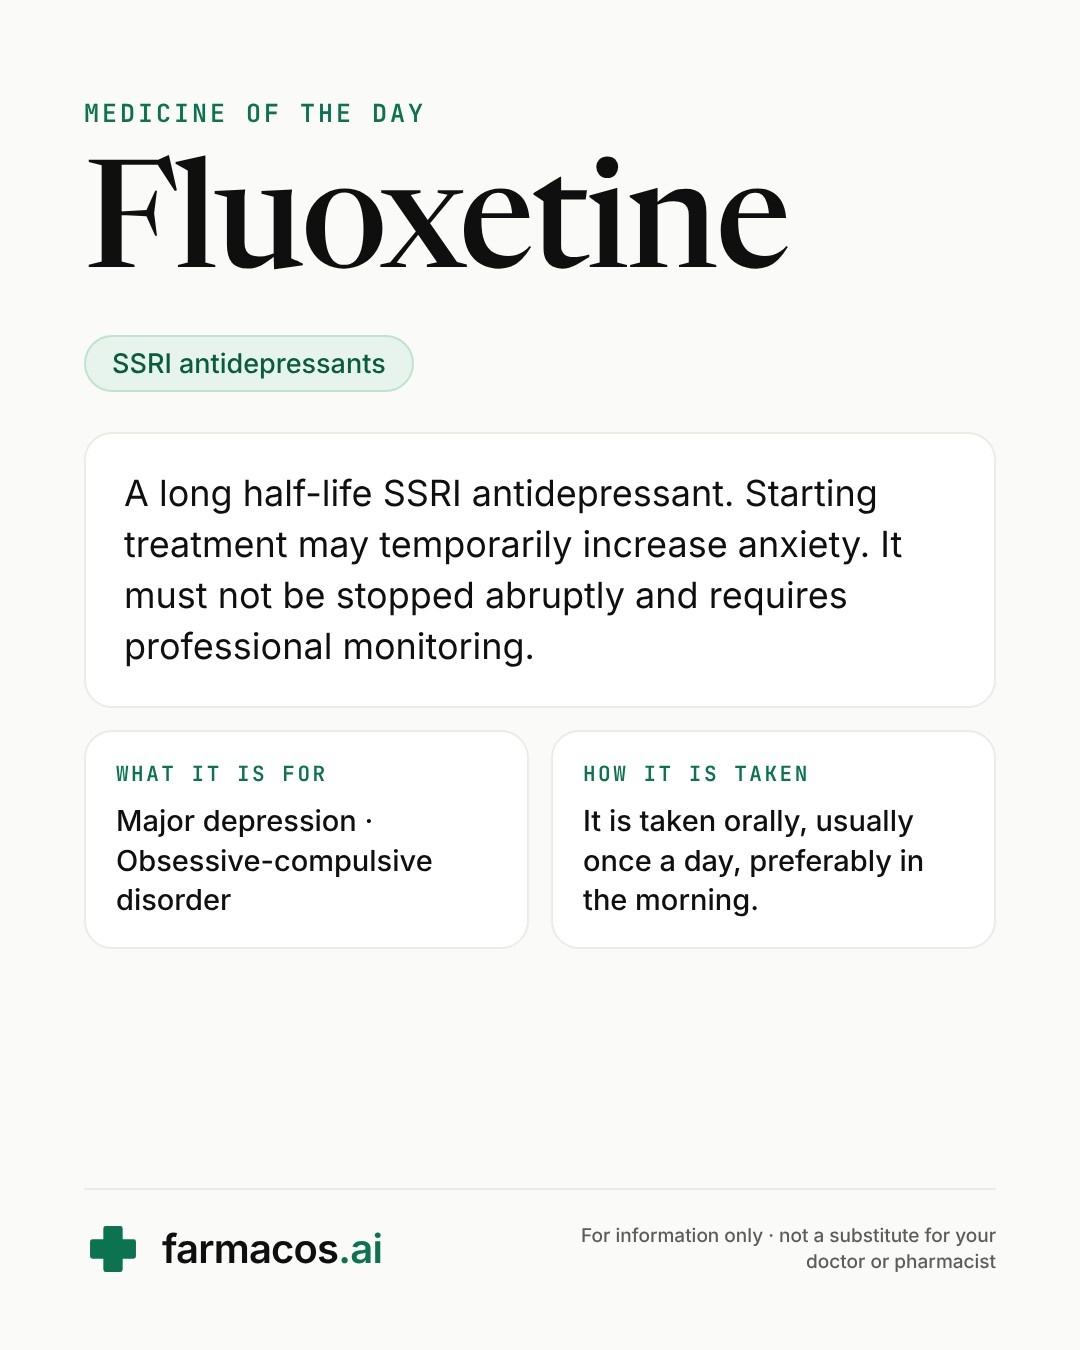 MEDICINE OF THE DAY
Fluoxetine
SSRI antidepressants
A long half-life SSRI antidepressant. Starting
treatment may temporarily increase anxiety. It
must not be stopped abruptly and requires
professional monitoring.
WHAT IT IS FOR
Major depression ·
Obsessive-compulsive
disorder
HOW IT IS TAKEN
It is taken orally, usually
once a day, preferably in
the morning.
farmacos.ai
For information only · not a substitute for your
doctor or pharmacist